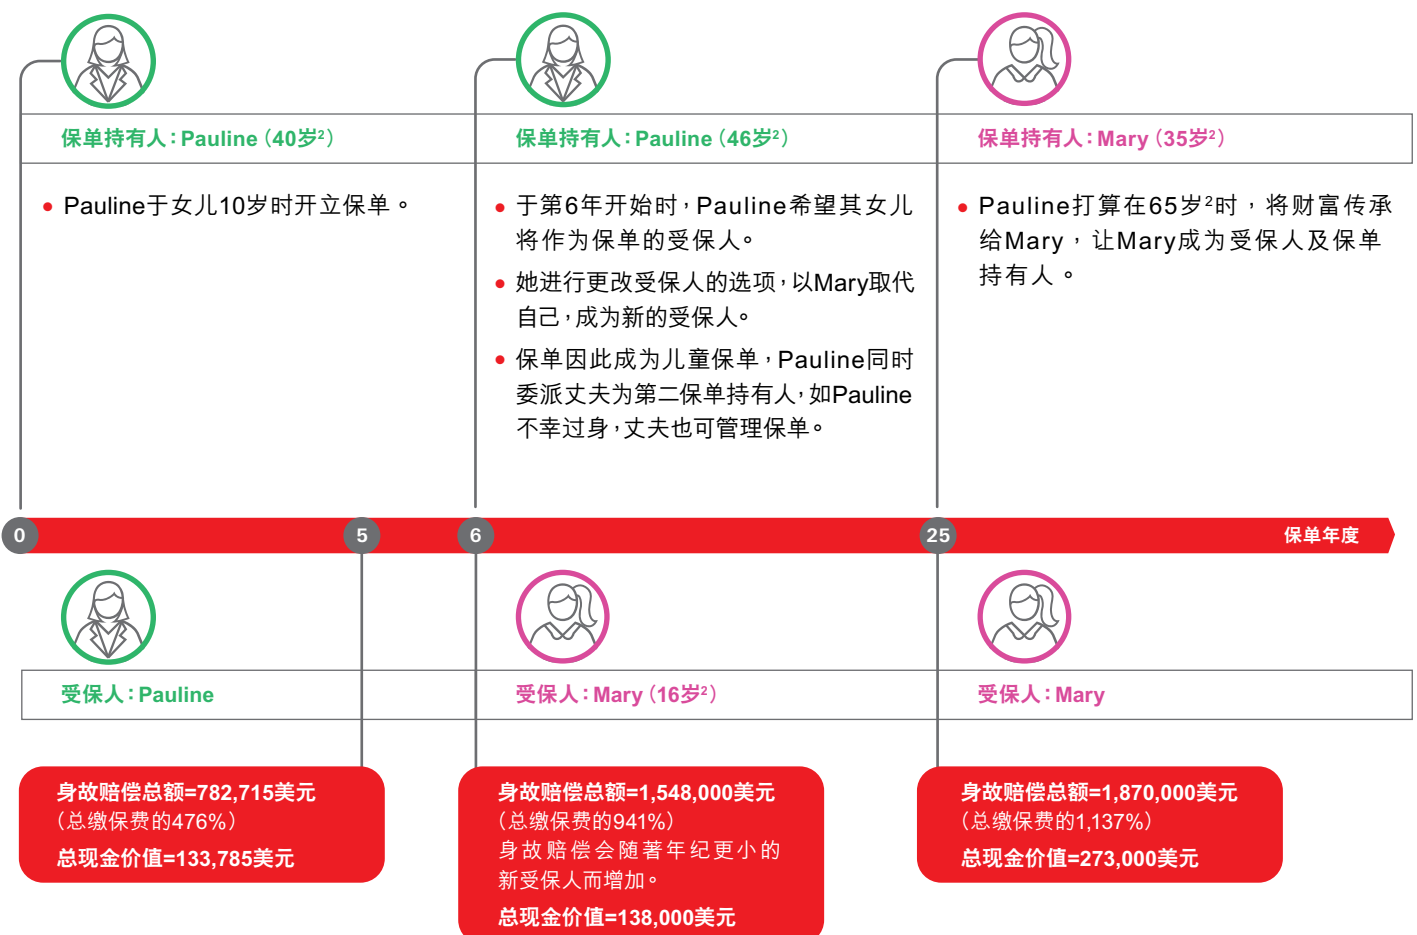 保单持有人：Pauline（40岁²）
保单持有人：Pauline（46岁²）
保单持有人：Mary（35岁²）
• Pauline于女儿10岁时开立保单。
• 于第6年开始时，Pauline希望其女儿
将作为保单的受保人。
• 她进行更改受保人的选项，以Mary取代
自己，成为新的受保人。
• 保单因此成为儿童保单，Pauline同时
委派丈夫为第二保单持有人，如Pauline
不幸过身，丈夫也可管理保单。
• Pauline打算在65岁²时，将财富传承
给Mary，让Mary成为受保人及保单
持有人。
0
5
6
25
保单年度
受保人：Pauline
受保人：Mary（16岁²）
受保人：Mary
身故赔偿总额=782,715美元
（总缴保费的476%）
总现金价值=133,785美元
身故赔偿总额=1,548,000美元
（总缴保费的941%）
身故赔偿会随著年纪更小的
新受保人而增加。
总现金价值=138,000美元
身故赔偿总额=1,870,000美元
（总缴保费的1,137%）
总现金价值=273,000美元